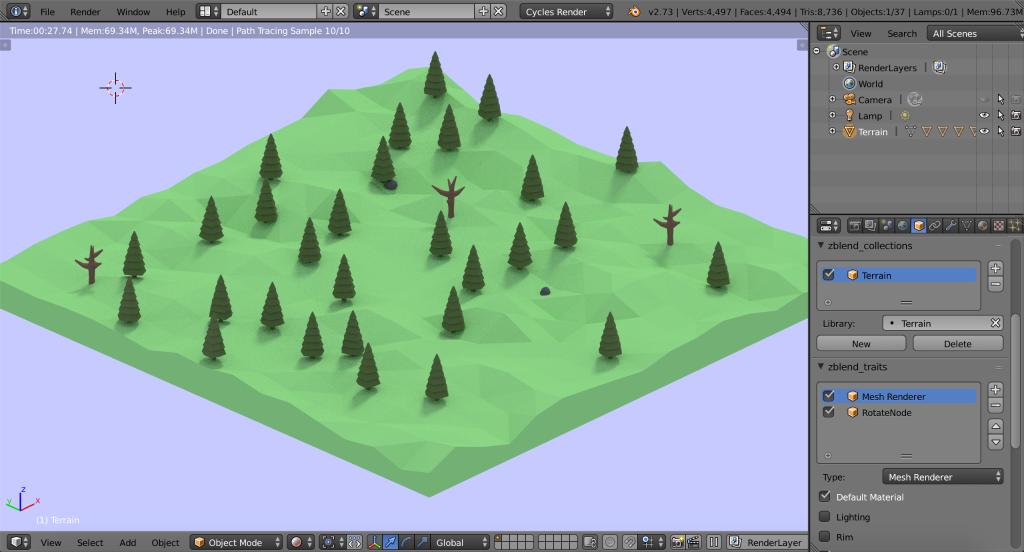 File Render Window Help Default Scene Cycles Render v2.73 | Verts:4,497 | Faces:4,494 | Tris:8,736 | Objects:1/37 | Lamps:0/1 | Mem:96.73M
Time:00:27.74 | Mem:69.34M, Peak:69.34M | Done | Path Tracing Sample 10/10
View Search All Scenes
Scene
RenderLayers
World
Camera
Lamp
Terrain
zblend_collections
Terrain
Library: Terrain
New Delete
zblend_traits
Mesh Renderer
RotateNode
Type: Mesh Renderer
Default Material
Lighting
Rim
z
y x
(1) Terrain
View Select Add Object Object Mode Global RenderLayer